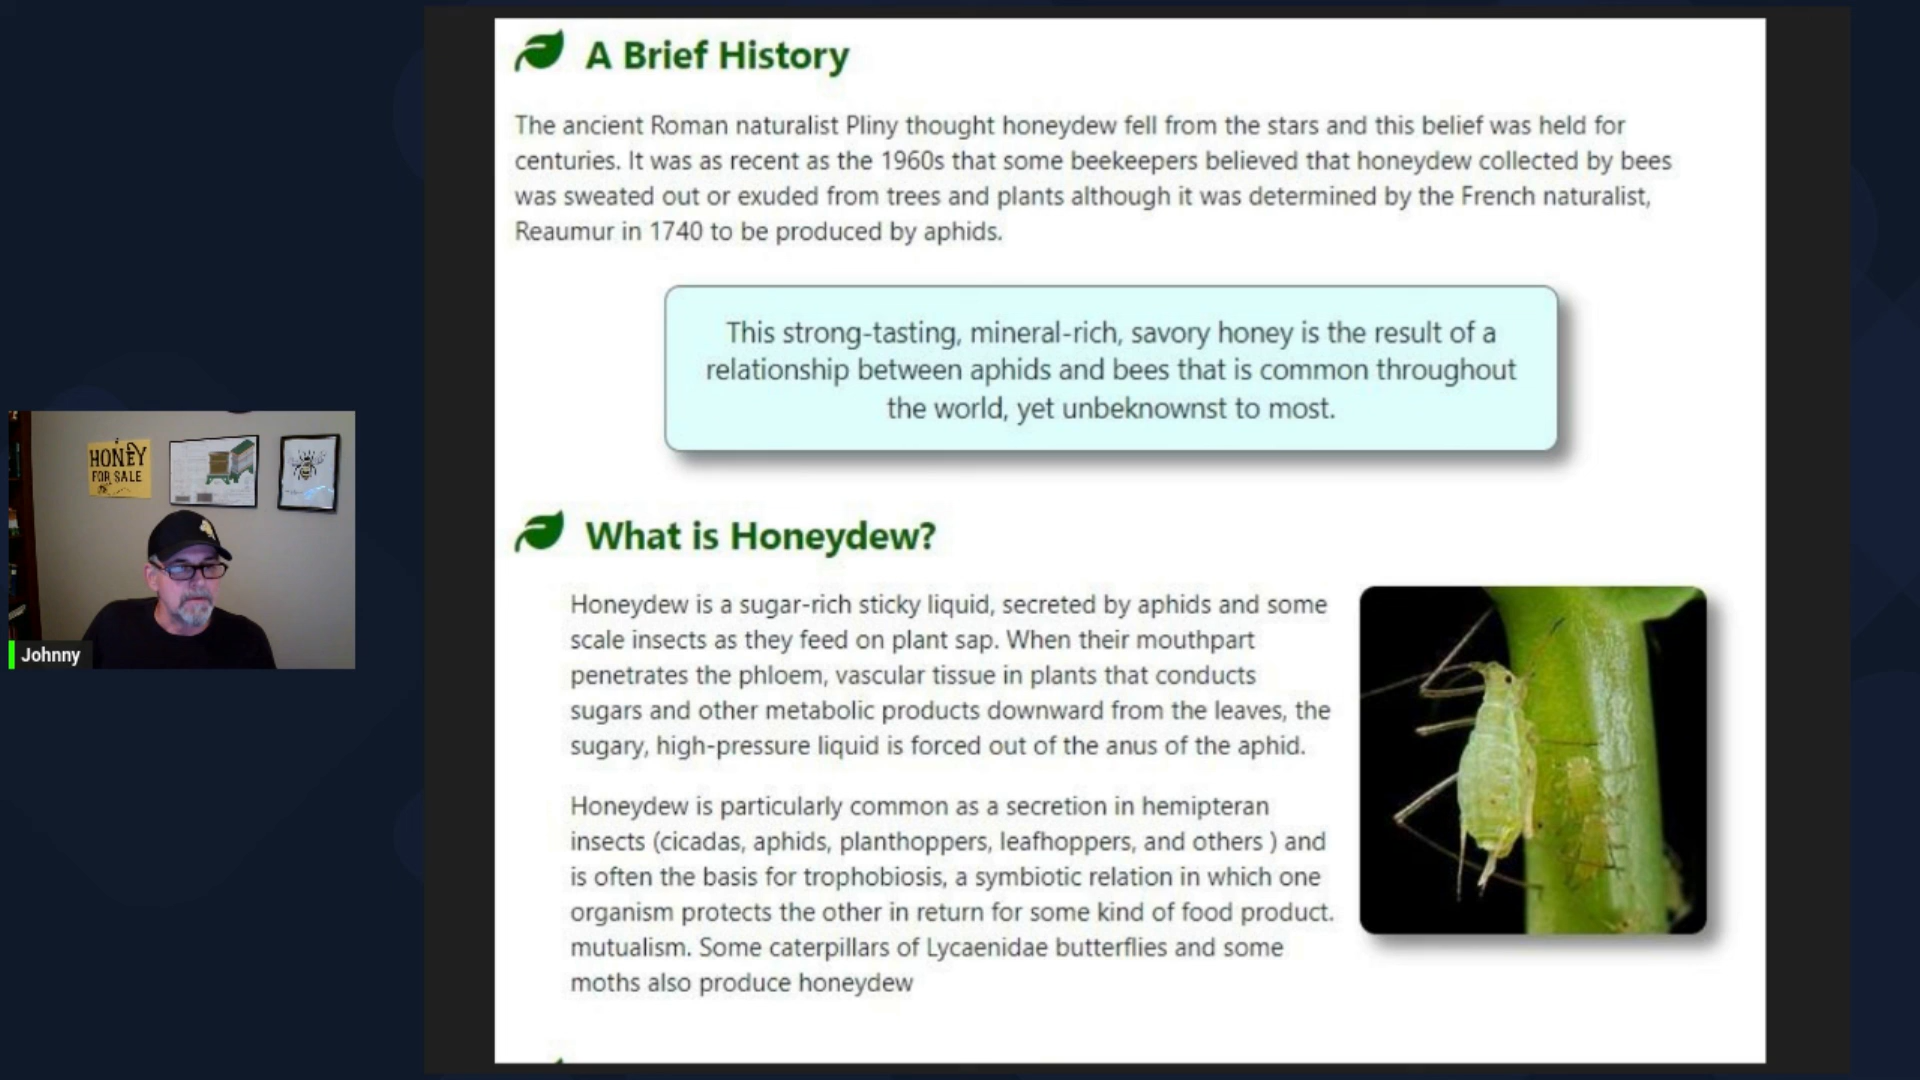 A Brief History
The ancient Roman naturalist Pliny thought honeydew fell from the stars and this belief was held for
centuries. It was as recent as the 1960s that some beekeepers believed that honeydew collected by bees
was sweated out or exuded from trees and plants although it was determined by the French naturalist,
Reaumur in 1740 to be produced by aphids.
This strong-tasting, mineral-rich, savory honey is the result of a
relationship between aphids and bees that is common throughout
the world, yet unbeknownst to most.
What is Honeydew?
Honeydew is a sugar-rich sticky liquid, secreted by aphids and some
scale insects as they feed on plant sap. When their mouthpart
penetrates the phloem, vascular tissue in plants that conducts
sugars and other metabolic products downward from the leaves, the
sugary, high-pressure liquid is forced out of the anus of the aphid.
Honeydew is particularly common as a secretion in hemipteran
insects (cicadas, aphids, planthoppers, leafhoppers, and others ) and
is often the basis for trophobiosis, a symbiotic relation in which one
organism protects the other in return for some kind of food product.
mutualism. Some caterpillars of Lycaenidae butterflies and some
moths also produce honeydew
HONEY
FOR SALE
Johnny